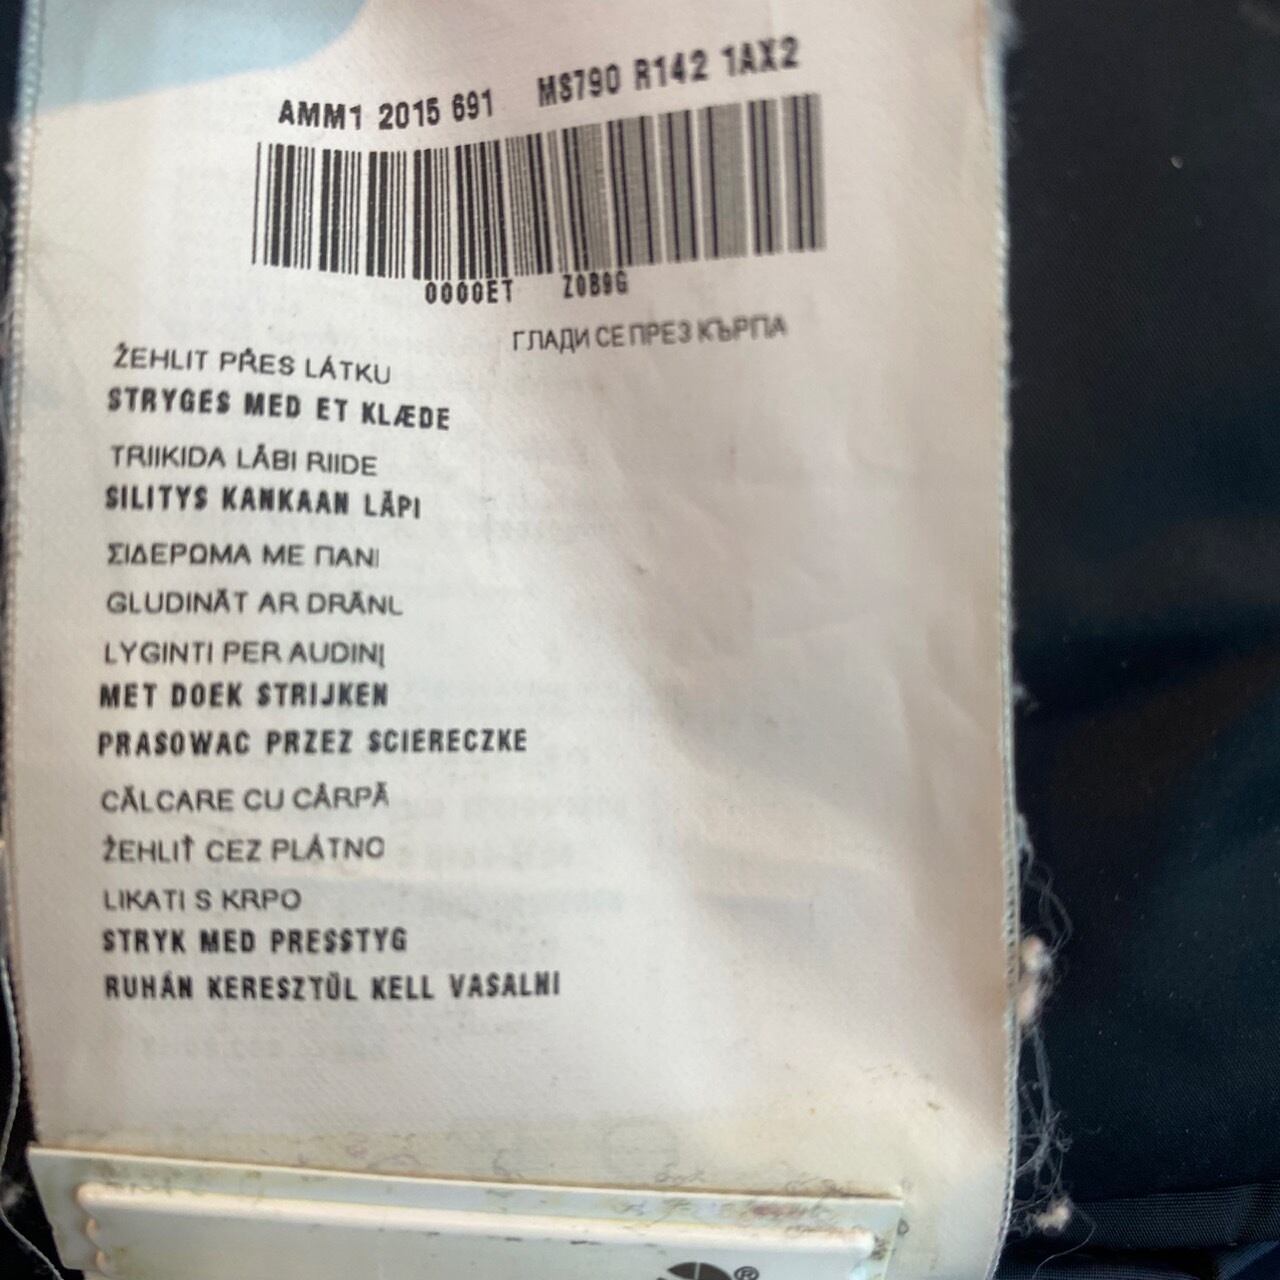 AMM1 2015 691 MS790 R142 1AX2
0000ET Z0B9G
ГЛАДИ СЕ ПРЕЗ КЪРПА
ŽEHLIT PŘES LÁTKU
STRYGES MED ET KLÆDE
TRIIKIDA LÄBI RIIDE
SILITYS KANKAAN LÄPI
ΣΙΔΕΡΩΜΑ ΜΕ ΠΑΝΙ
GLUDINĀT AR DRĀNL
LYGINTI PER AUDINĮ
MET DOEK STRIJKEN
PRASOWAC PRZEZ SCIERECZKE
CĂLCARE CU CÂRPĂ
ŽEHLIŤ CEZ PLÁTNO
LIKATI S KRPO
STRYK MED PRESSTYG
RUHÁN KERESZTÜL KELL VASALNI
®